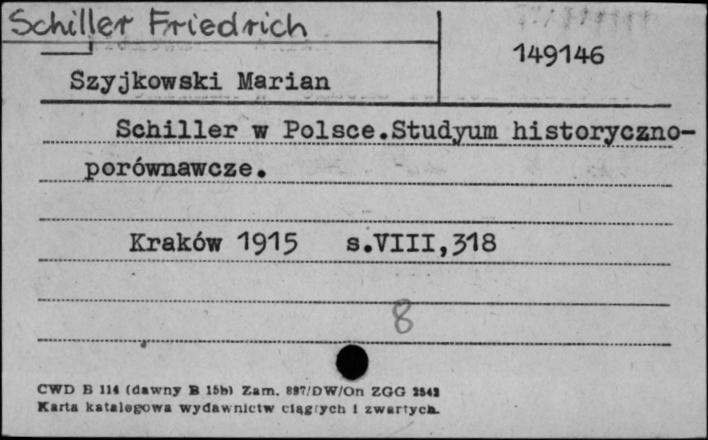 Schiller Friedrich
149146
Szyjkowski Marian
Schiller w Polsce.Studyum historyczno-
porównawcze.
Kraków 1915 s.VIII,318
8
CWD B 114 (dawny B 15b) Zam. 897/DW/On ZGG
Karta katalogowa wydawnictw ciągłych i zwartych.